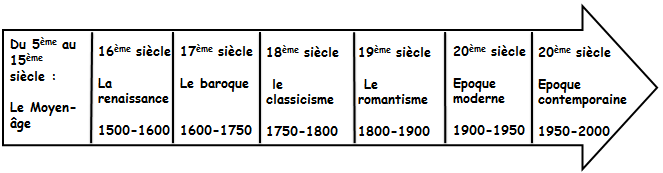 Du 5ème au
15ème
siècle :
Le Moyen-
âge
16ème siècle
La
renaissance
1500-1600
17ème siècle
Le baroque
1600-1750
18ème siècle
le
classicisme
1750-1800
19ème siècle
Le
romantisme
1800-1900
20ème siècle
Epoque
moderne
1900-1950
20ème siècle
Epoque
contemporaine
1950-2000